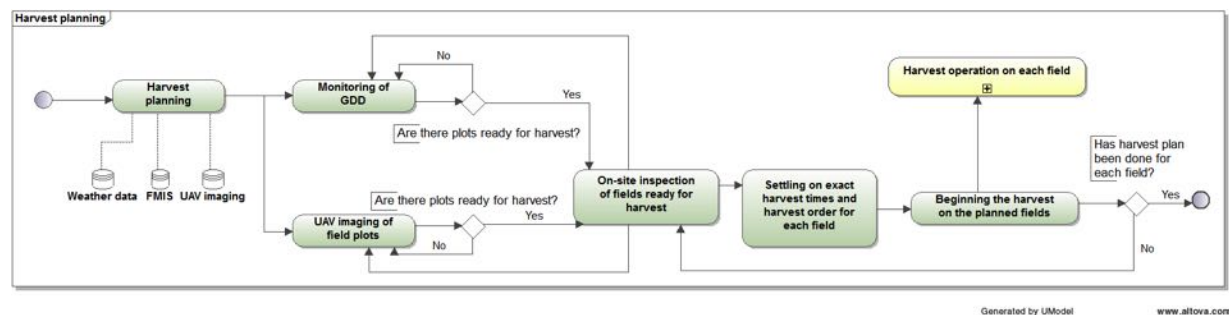 Harvest planning
Harvest
planning
Weather data
FMIS
UAV imaging
No
Monitoring of
GDD
Yes
Are there plots ready for harvest?
Are there plots ready for harvest?
UAV imaging of
field plots
Yes
No
On-site inspection
of fields ready for
harvest
Settling on exact
harvest times and
harvest order for
each field
Harvest operation on each field
Beginning the harvest
on the planned fields
Has harvest plan
been done for
each field?
Yes
No
Generated by UModel
www.altova.com